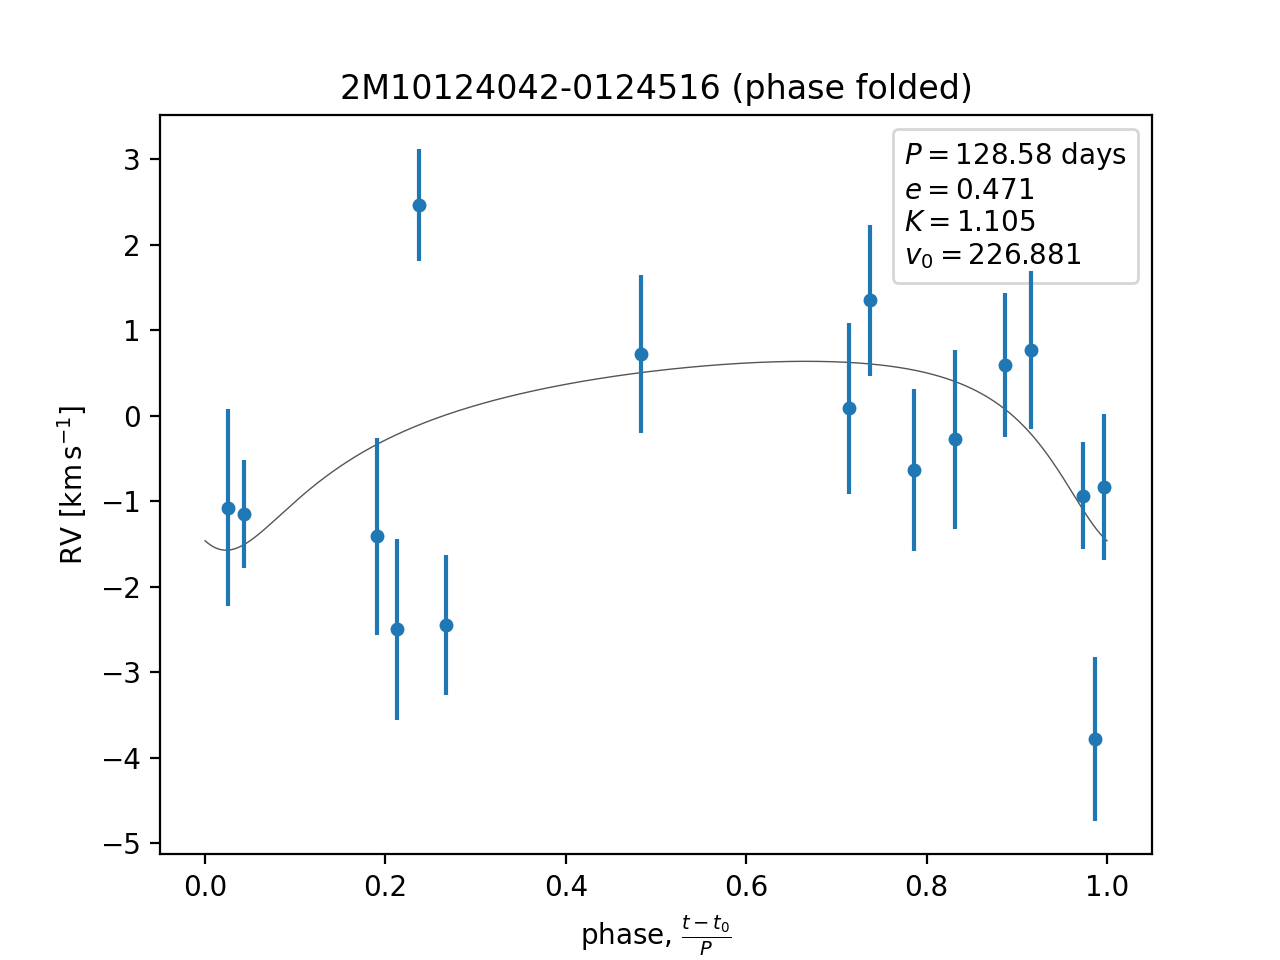 2M10124042-0124516 (phase folded)
P = 128.58 days
e = 0.471
K = 1.105
v₀ = 226.881
3
2
1
0
−1
−2
−3
−4
−5
RV [km s⁻¹]
0.0 0.2 0.4 0.6 0.8 1.0
phase, (t − t₀)/P